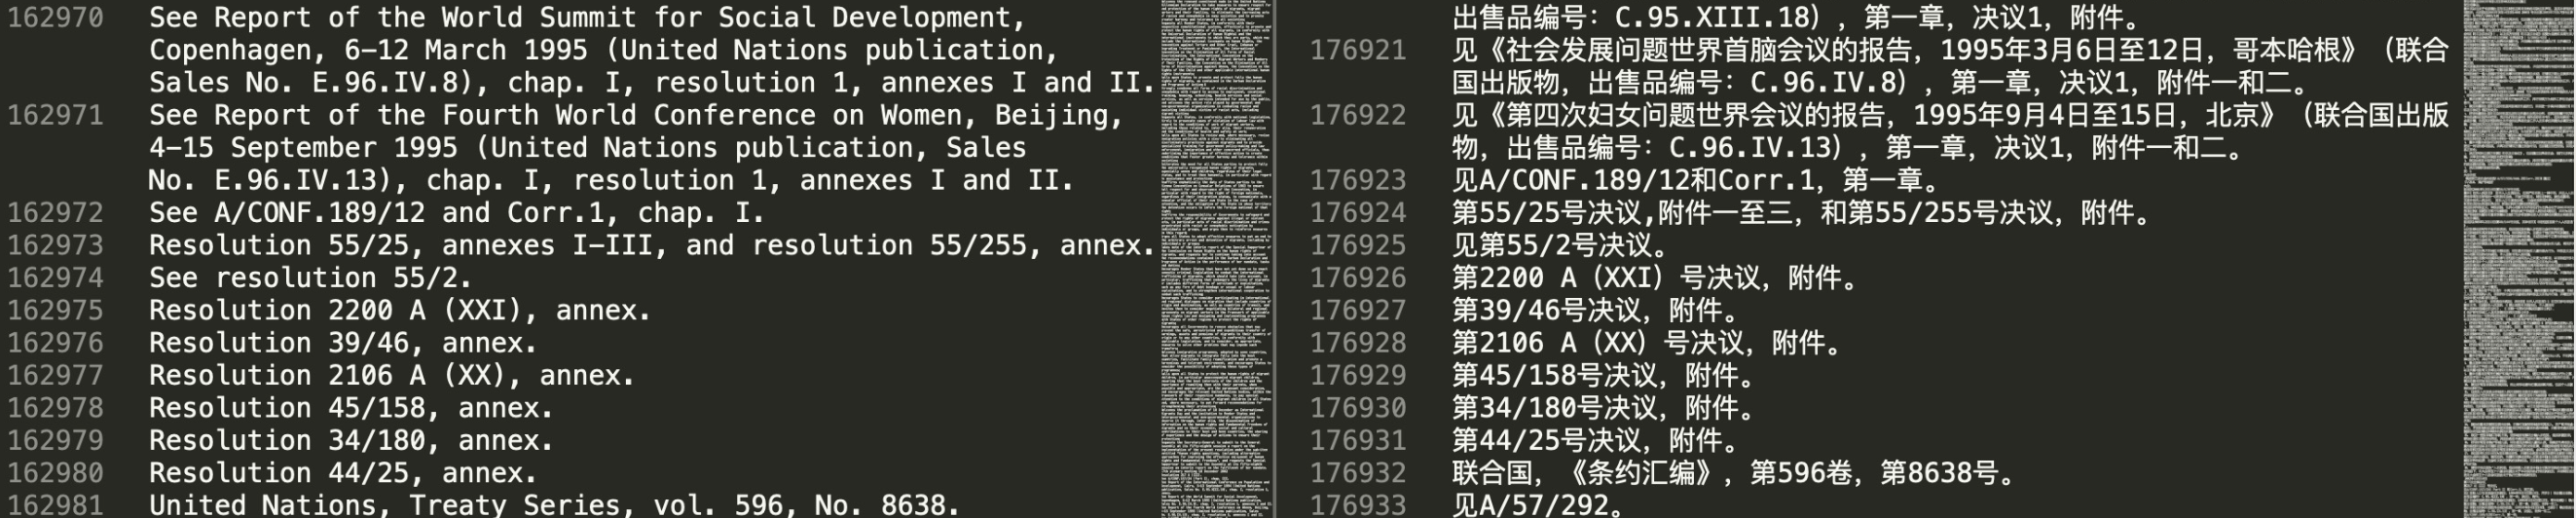 162970 See Report of the World Summit for Social Development,
Copenhagen, 6–12 March 1995 (United Nations publication,
Sales No. E.96.IV.8), chap. I, resolution 1, annexes I and II.
162971 See Report of the Fourth World Conference on Women, Beijing,
4–15 September 1995 (United Nations publication, Sales
No. E.96.IV.13), chap. I, resolution 1, annexes I and II.
162972 See A/CONF.189/12 and Corr.1, chap. I.
162973 Resolution 55/25, annexes I–III, and resolution 55/255, annex.
162974 See resolution 55/2.
162975 Resolution 2200 A (XXI), annex.
162976 Resolution 39/46, annex.
162977 Resolution 2106 A (XX), annex.
162978 Resolution 45/158, annex.
162979 Resolution 34/180, annex.
162980 Resolution 44/25, annex.
162981 United Nations, Treaty Series, vol. 596, No. 8638.
出售品编号：C.95.XIII.18），第一章，决议1，附件。
176921 见《社会发展问题世界首脑会议的报告，1995年3月6日至12日，哥本哈根》（联合
国出版物，出售品编号：C.96.IV.8），第一章，决议1，附件一和二。
176922 见《第四次妇女问题世界会议的报告，1995年9月4日至15日，北京》（联合国出版
物，出售品编号：C.96.IV.13），第一章，决议1，附件一和二。
176923 见A/CONF.189/12和Corr.1，第一章。
176924 第55/25号决议,附件一至三，和第55/255号决议，附件。
176925 见第55/2号决议。
176926 第2200 A（XXI）号决议，附件。
176927 第39/46号决议，附件。
176928 第2106 A（XX）号决议，附件。
176929 第45/158号决议，附件。
176930 第34/180号决议，附件。
176931 第44/25号决议，附件。
176932 联合国，《条约汇编》，第596卷，第8638号。
176933 见A/57/292。